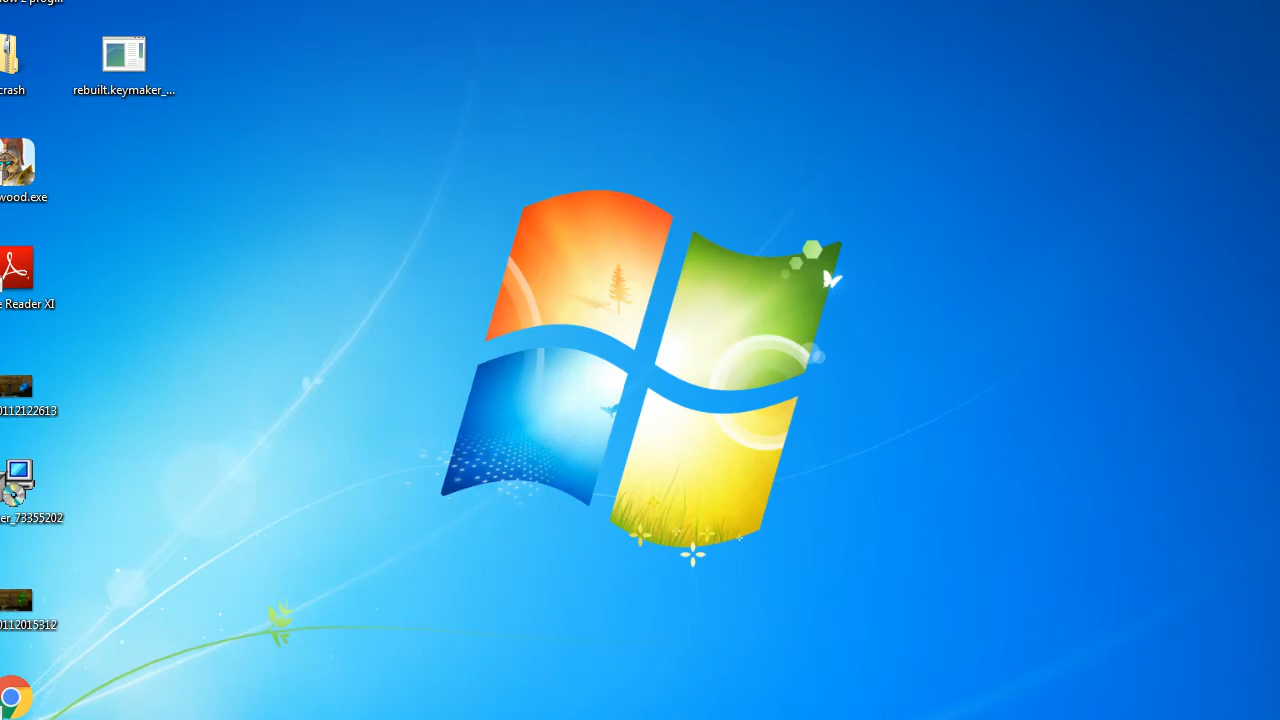 rebuilt.keymaker_...
crash
wood.exe
e Reader XI
0112122613
er_73355202
0112015312